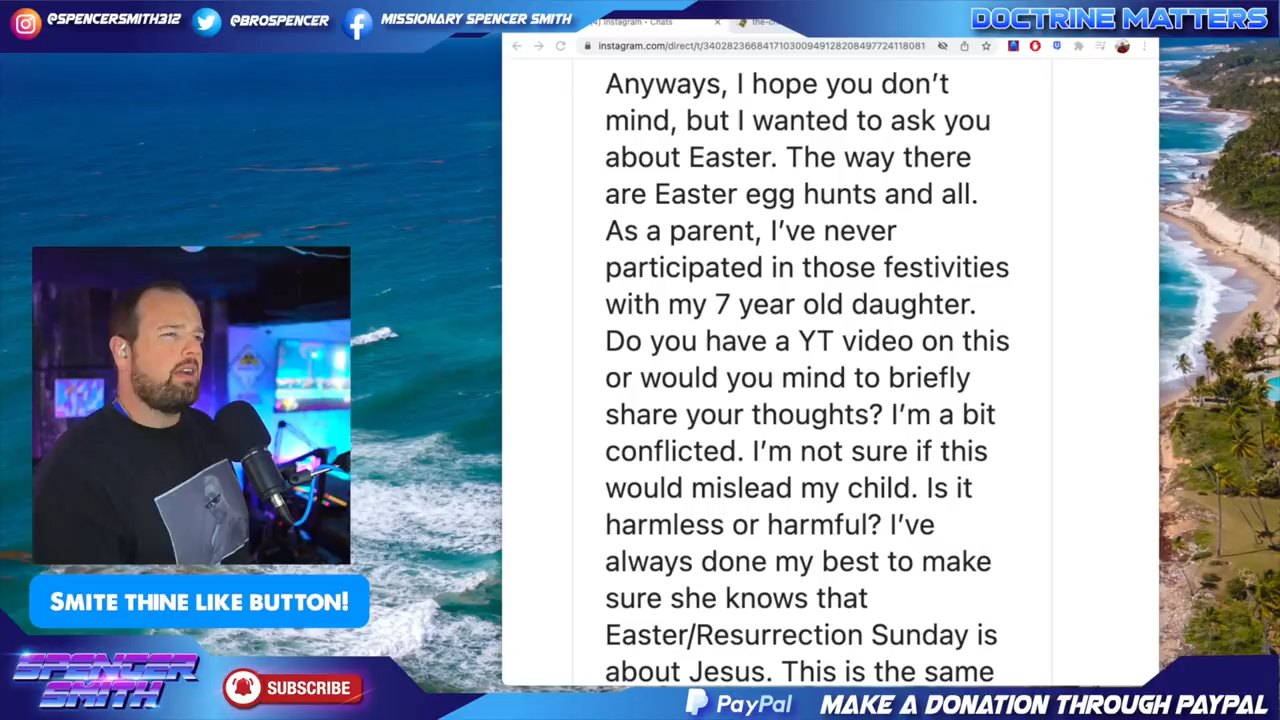 @SPENCERSMITH312
@BROSPENCER
MISSIONARY SPENCER SMITH
DOCTRINE MATTERS
Instagram • Chats
instagram.com/direct/t/340282366841710300949128208497724118081
Anyways, I hope you don't
mind, but I wanted to ask you
about Easter. The way there
are Easter egg hunts and all.
As a parent, I've never
participated in those festivities
with my 7 year old daughter.
Do you have a YT video on this
or would you mind to briefly
share your thoughts? I'm a bit
conflicted. I'm not sure if this
would mislead my child. Is it
harmless or harmful? I've
always done my best to make
sure she knows that
Easter/Resurrection Sunday is
about Jesus. This is the same
SMITE THINE LIKE BUTTON!
SPENCER
SMITH
SUBSCRIBE
PayPal
MAKE A DONATION THROUGH PAYPAL